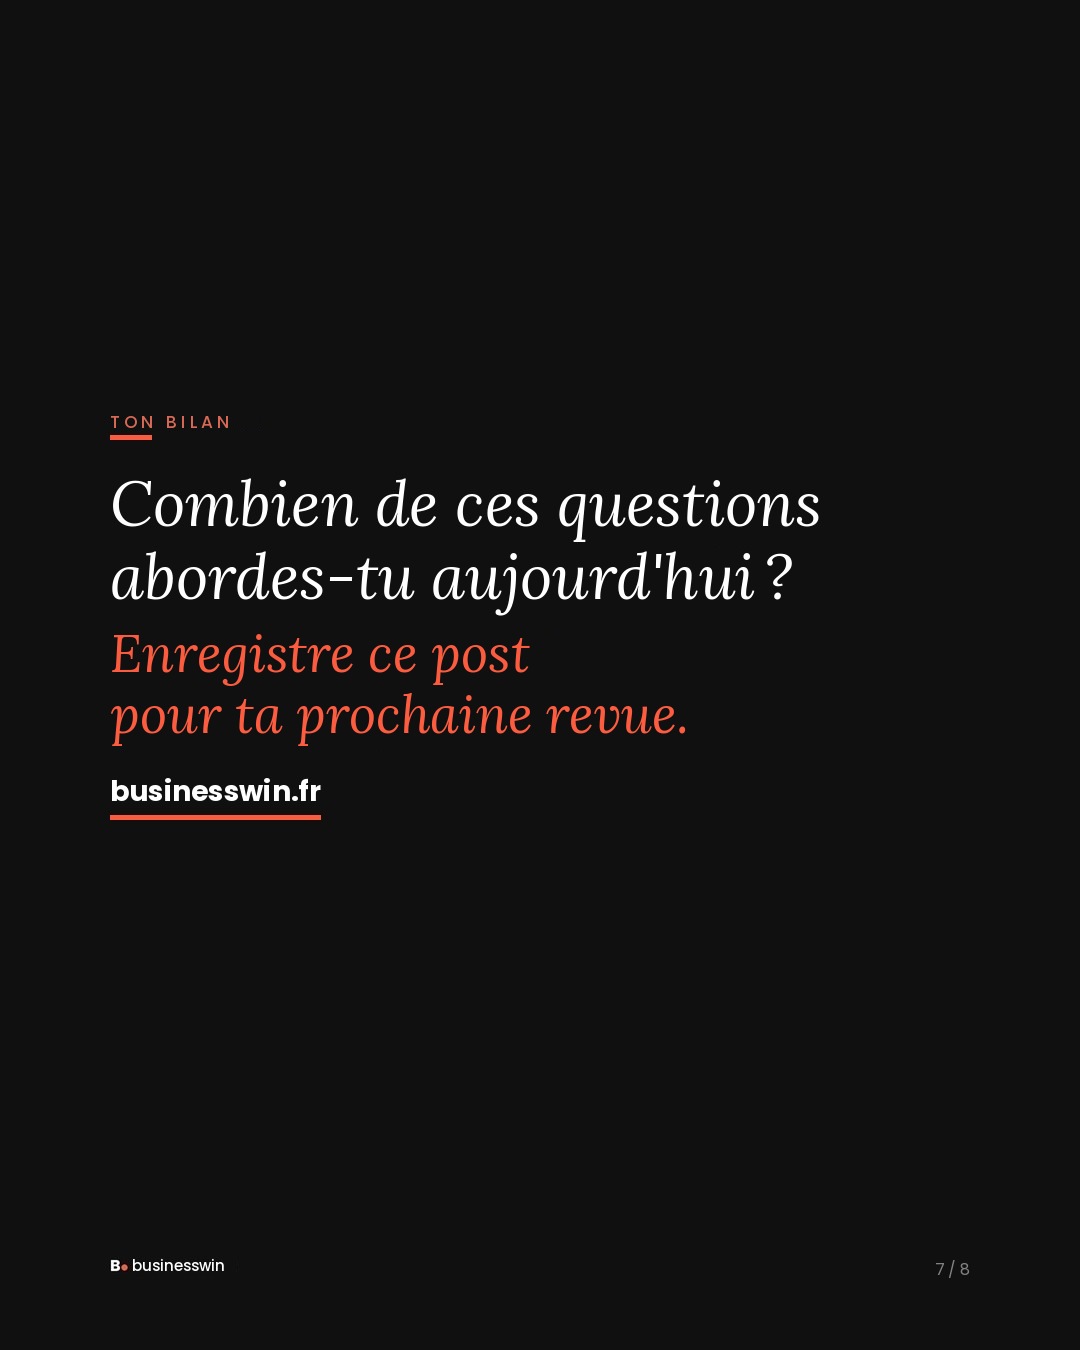 TON BILAN
Combien de ces questions
abordes-tu aujourd'hui ?
Enregistre ce post
pour ta prochaine revue.
businesswin.fr
B• businesswin
7 / 8